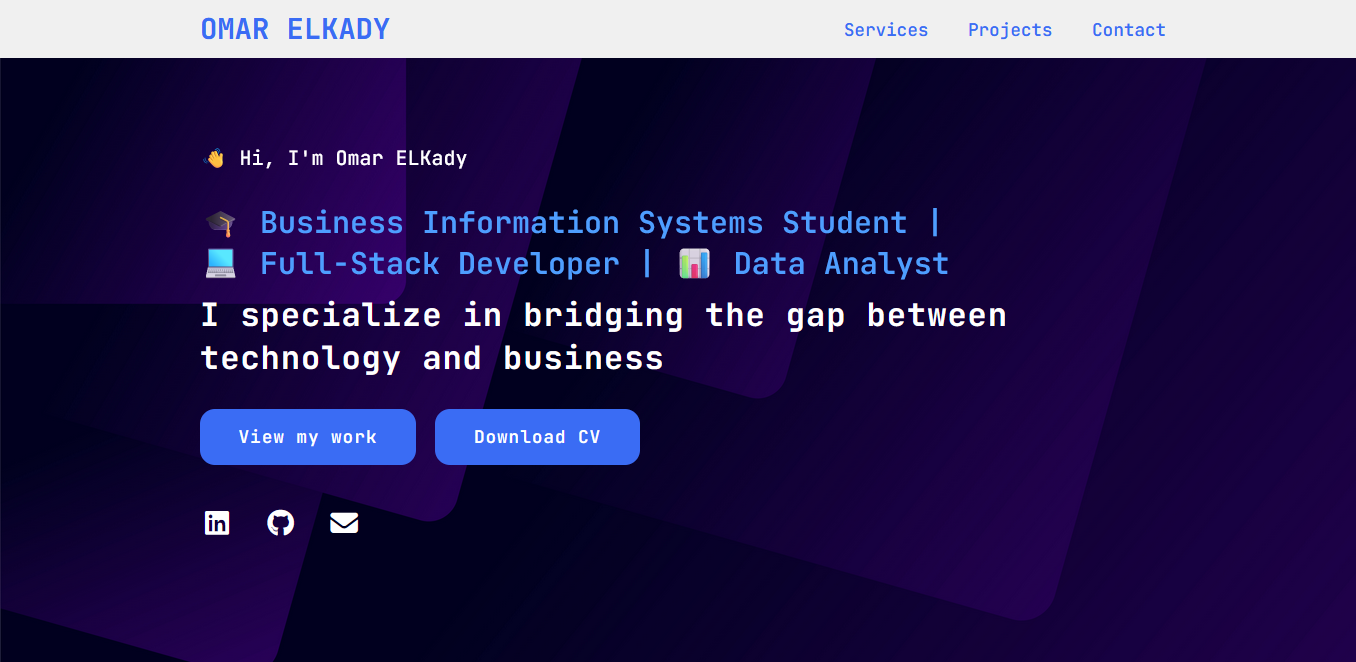 OMAR ELKADY
Services Projects Contact
👋 Hi, I'm Omar ELKady
🎓 Business Information Systems Student |
💻 Full-Stack Developer | 📊 Data Analyst
I specialize in bridging the gap between
technology and business
View my work
Download CV
in